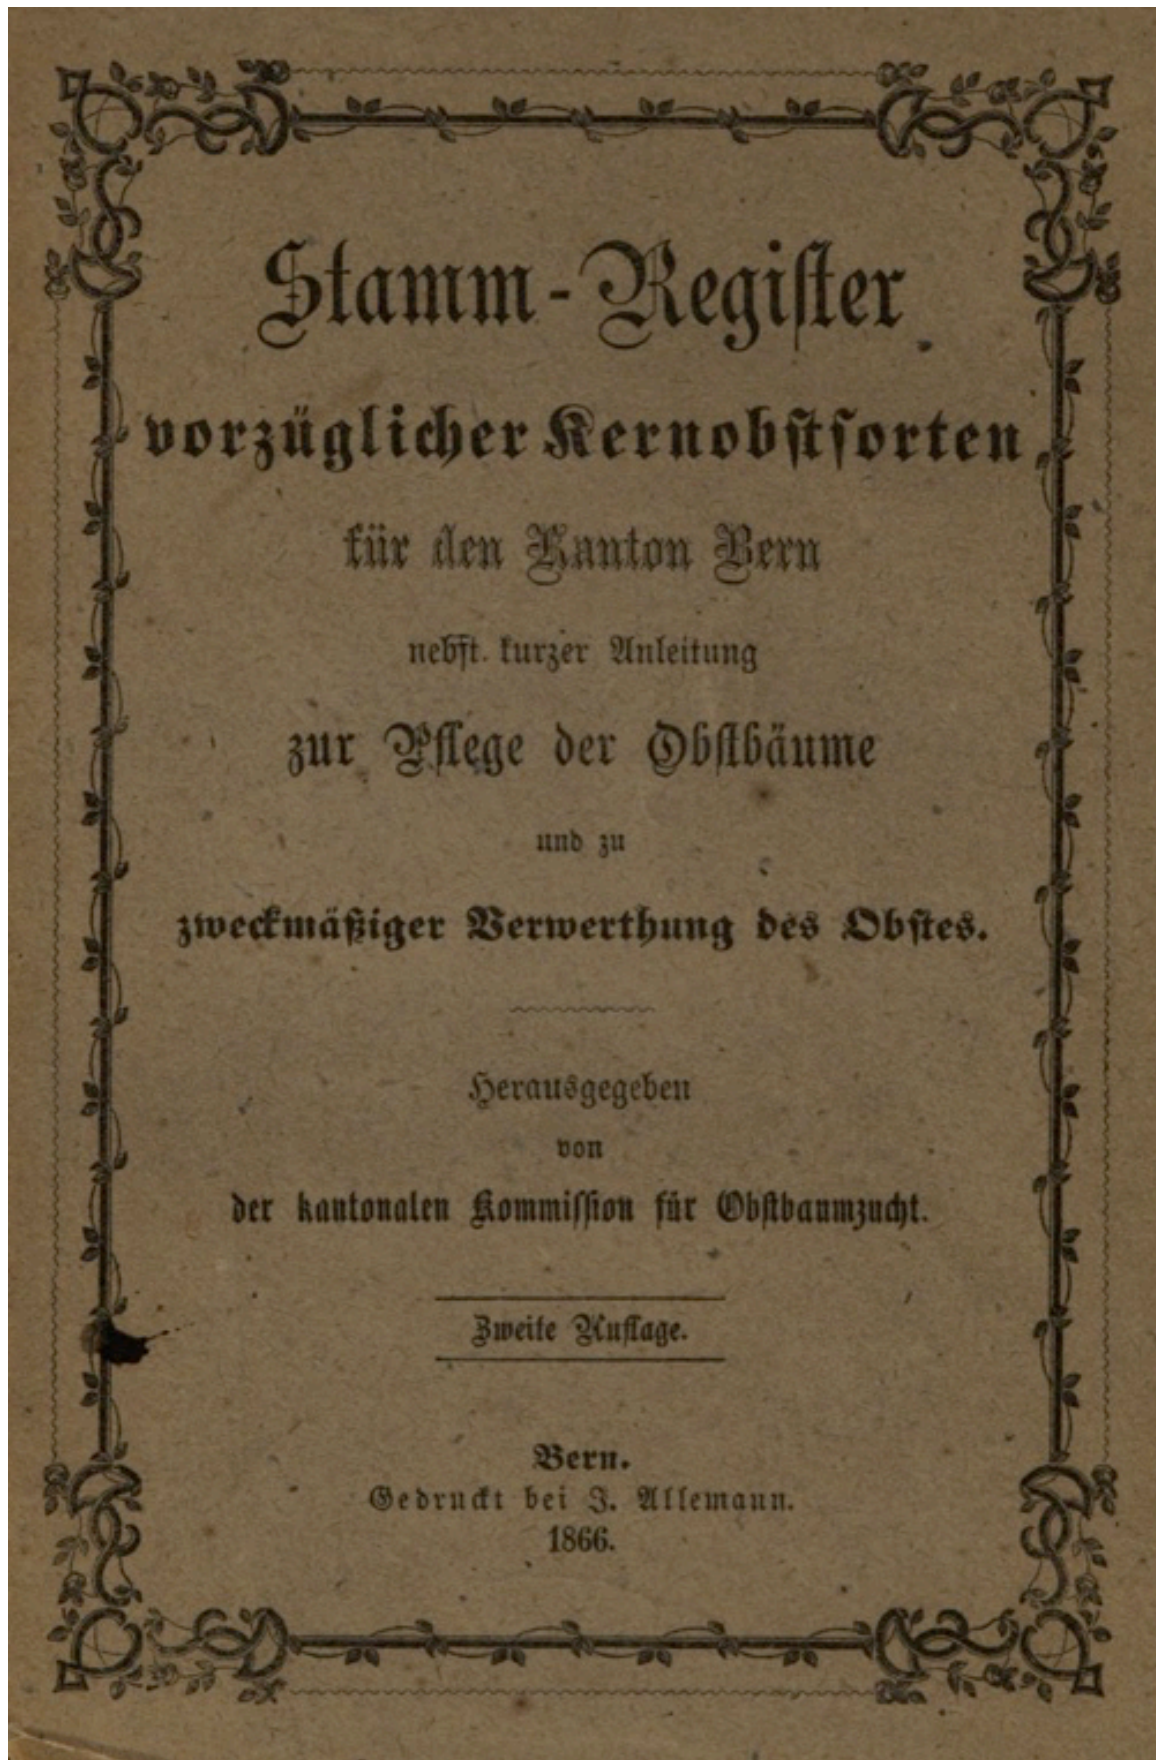 Stamm-Register
vorzüglicher Kernobstsorten
für den Kanton Bern
nebst kurzer Anleitung
zur Pflege der Obstbäume
und zu
zweckmäßiger Verwerthung des Obstes.
Herausgegeben
von
der kantonalen Kommission für Obstbaumzucht.
Zweite Auflage.
Bern.
Gedruckt bei J. Allemann.
1866.